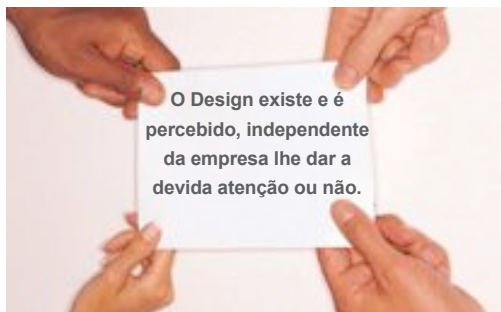 O Design existe e é
percebido, independente
da empresa lhe dar a
devida atenção ou não.